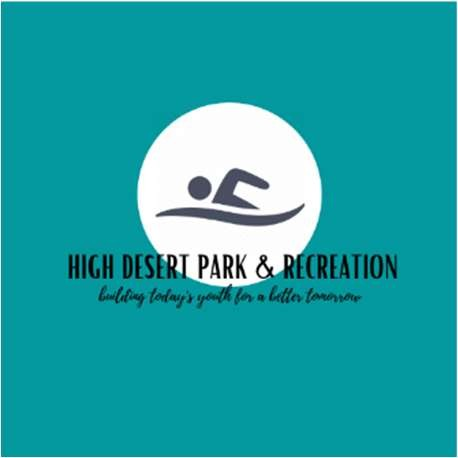 HIGH DESERT PARK & RECREATION
building today's youth for a better tomorrow